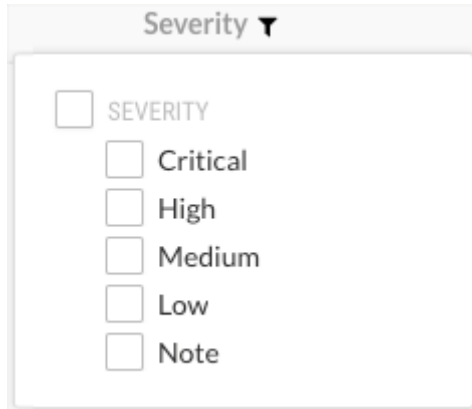 Severity
SEVERITY
Critical
High
Medium
Low
Note